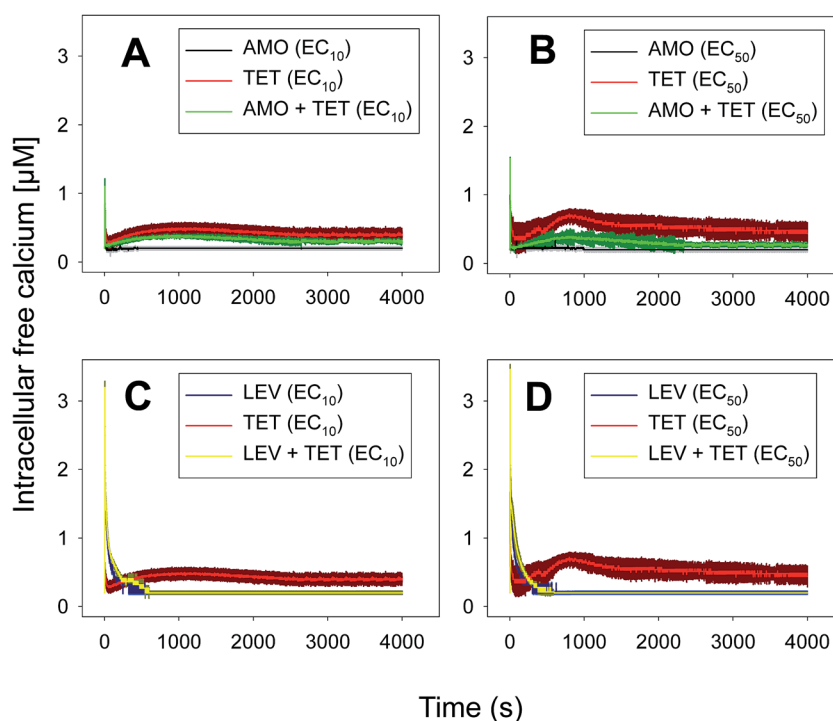 A
AMO (EC10)
TET (EC10)
AMO + TET (EC10)
B
AMO (EC50)
TET (EC50)
AMO + TET (EC50)
3
2
1
0
3
2
1
0
0 1000 2000 3000 4000
0 1000 2000 3000 4000
Intracellular free calcium [µM]
C
LEV (EC10)
TET (EC10)
LEV + TET (EC10)
D
LEV (EC50)
TET (EC50)
LEV + TET (EC50)
3
2
1
0
3
2
1
0
0 1000 2000 3000 4000
0 1000 2000 3000 4000
Time (s)